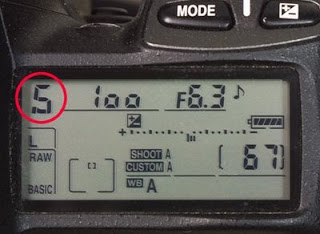 MODE
S 100 F6.3
+ -
L
RAW
BASIC
SHOOT A
CUSTOM A
WB A
[ 67]